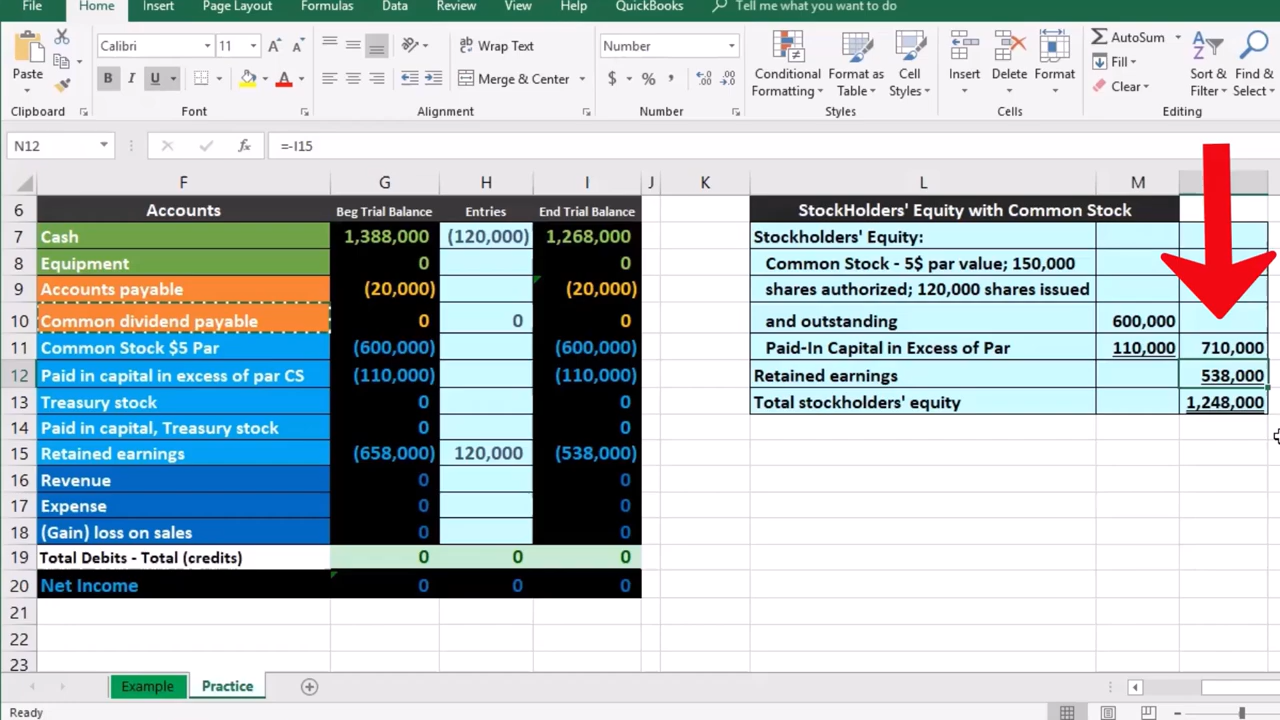 File Home Insert Page Layout Formulas Data Review View Help QuickBooks Tell me what you want to do
Calibri 11 Wrap Text Number AutoSum
Paste B I U Merge & Center $ % , Conditional Formatting Format as Table Cell Styles Insert Delete Format Fill Clear Sort & Filter Find & Select
Clipboard Font Alignment Number Styles Cells Editing
N12 fx =-I15
F G H I J K L M
6 Accounts Beg Trial Balance Entries End Trial Balance StockHolders' Equity with Common Stock
7 Cash 1,388,000 (120,000) 1,268,000 Stockholders' Equity:
8 Equipment 0 0 Common Stock - 5$ par value; 150,000
9 Accounts payable (20,000) (20,000) shares authorized; 120,000 shares issued
10 Common dividend payable 0 0 0 and outstanding 600,000
11 Common Stock $5 Par (600,000) (600,000) Paid-In Capital in Excess of Par 110,000 710,000
12 Paid in capital in excess of par CS (110,000) (110,000) Retained earnings 538,000
13 Treasury stock 0 0 Total stockholders' equity 1,248,000
14 Paid in capital, Treasury stock 0 0
15 Retained earnings (658,000) 120,000 (538,000)
16 Revenue 0 0
17 Expense 0 0
18 (Gain) loss on sales 0 0
19 Total Debits - Total (credits) 0 0 0
20 Net Income 0 0 0
21
22
23
Example Practice
Ready